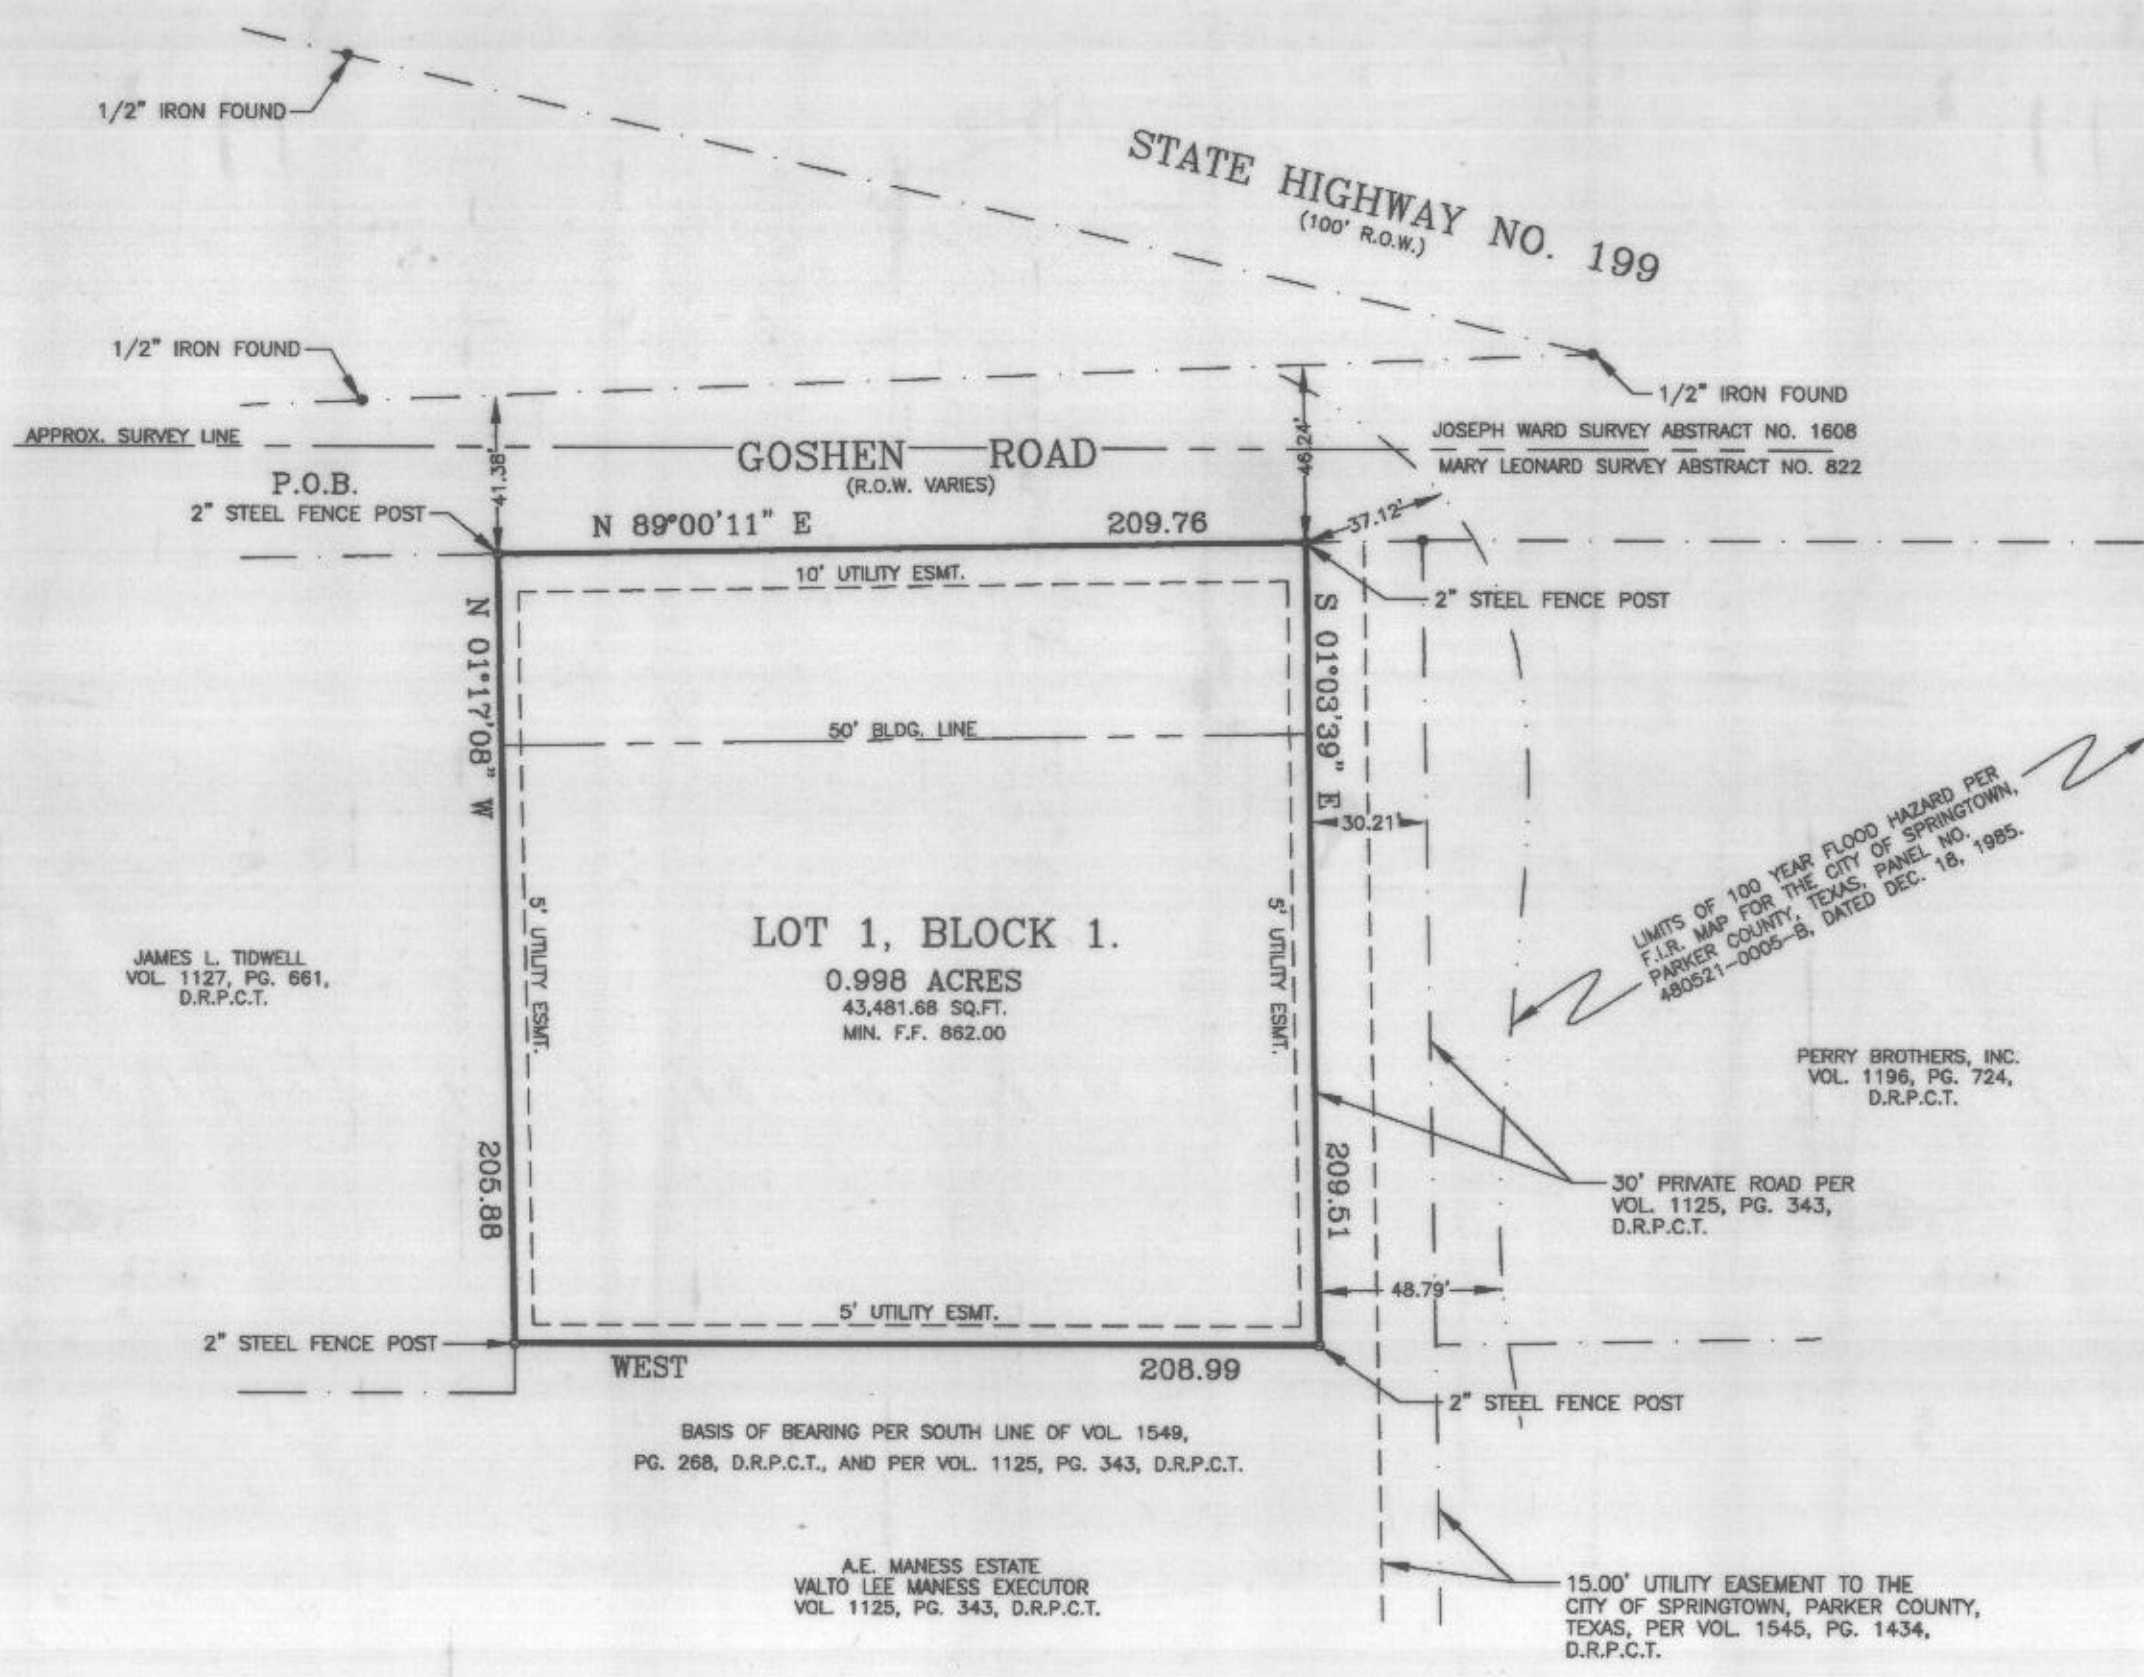 1/2" IRON FOUND
STATE HIGHWAY NO. 199
(100' R.O.W.)
1/2" IRON FOUND
1/2" IRON FOUND
APPROX. SURVEY LINE
GOSHEN ROAD
(R.O.W. VARIES)
JOSEPH WARD SURVEY ABSTRACT NO. 1608
MARY LEONARD SURVEY ABSTRACT NO. 822
41.38'
46.24'
37.12'
P.O.B.
2" STEEL FENCE POST
N 89°00'11" E 209.76
10' UTILITY ESMT.
2" STEEL FENCE POST
N 01°17'08" W
205.88
S 01°03'39" E
209.51
50' BLDG. LINE
30.21'
LIMITS OF 100 YEAR FLOOD HAZARD PER
F.I.R. MAP FOR THE CITY OF SPRINGTOWN,
PARKER COUNTY, TEXAS, PANEL NO.
480521-0005-B, DATED DEC. 18, 1985.
5' UTILITY ESMT.
5' UTILITY ESMT.
LOT 1, BLOCK 1.
0.998 ACRES
43,481.68 SQ.FT.
MIN. F.F. 862.00
JAMES L. TIDWELL
VOL. 1127, PG. 661,
D.R.P.C.T.
PERRY BROTHERS, INC.
VOL. 1196, PG. 724,
D.R.P.C.T.
30' PRIVATE ROAD PER
VOL. 1125, PG. 343,
D.R.P.C.T.
48.79'
5' UTILITY ESMT.
2" STEEL FENCE POST
WEST 208.99
2" STEEL FENCE POST
BASIS OF BEARING PER SOUTH LINE OF VOL. 1549,
PG. 268, D.R.P.C.T., AND PER VOL. 1125, PG. 343, D.R.P.C.T.
A.E. MANESS ESTATE
VALTO LEE MANESS EXECUTOR
VOL. 1125, PG. 343, D.R.P.C.T.
15.00' UTILITY EASEMENT TO THE
CITY OF SPRINGTOWN, PARKER COUNTY,
TEXAS, PER VOL. 1545, PG. 1434,
D.R.P.C.T.